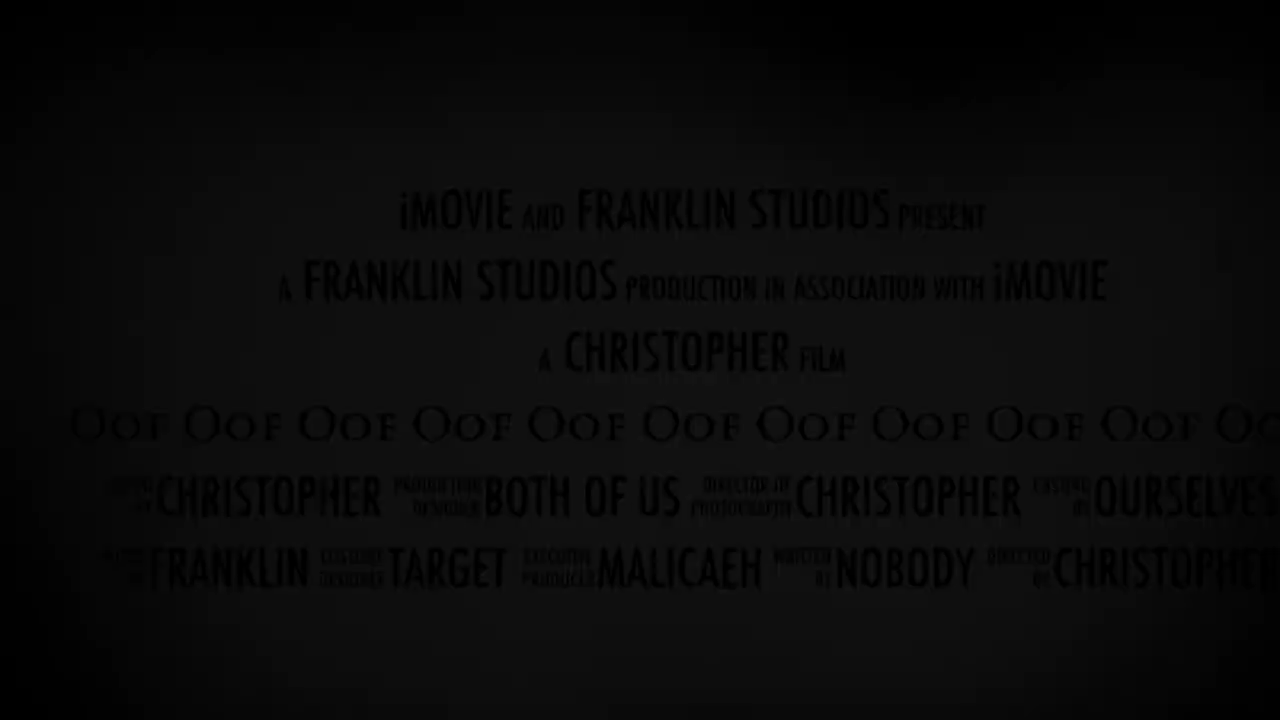 iMOVIE AND FRANKLIN STUDIOS PRESENT
A FRANKLIN STUDIOS PRODUCTION IN ASSOCIATION WITH iMOVIE
A CHRISTOPHER FILM
OOF OOF OOF OOF OOF OOF OOF OOF OOF OOF
CHRISTOPHER PRODUCTION DESIGNER BOTH OF US DIRECTOR OF PHOTOGRAPHY CHRISTOPHER CASTING BY OURSELVES
FRANKLIN COSTUME DESIGNER TARGET EXECUTIVE PRODUCER MALICAEH WRITTEN BY NOBODY DIRECTED BY CHRISTOPHE